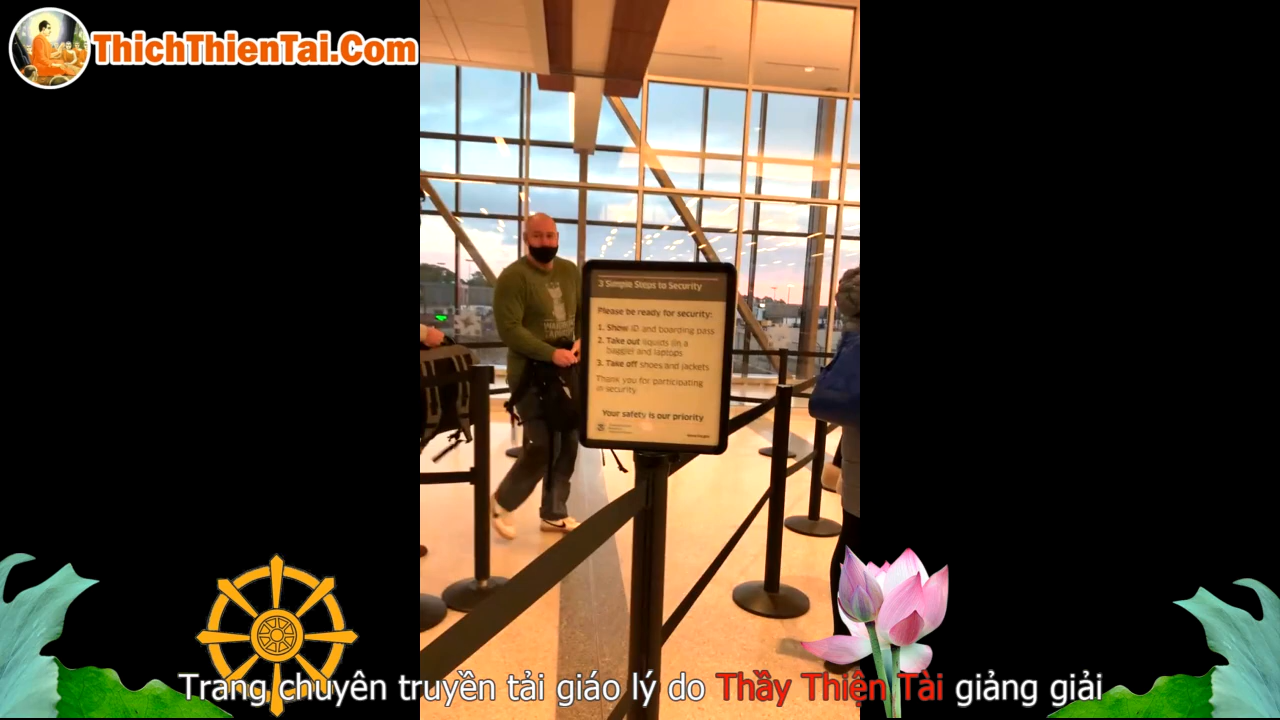 ThichThienTai.Com
3 Simple Steps to Security
Please be ready for security:
1. Show ID and boarding pass
2. Take out liquids (in a
baggie) and laptops
3. Take off shoes and jackets
Thank you for participating
in security
Your safety is our priority
Trang chuyên truyền tải giáo lý do Thầy Thiện Tài giảng giải